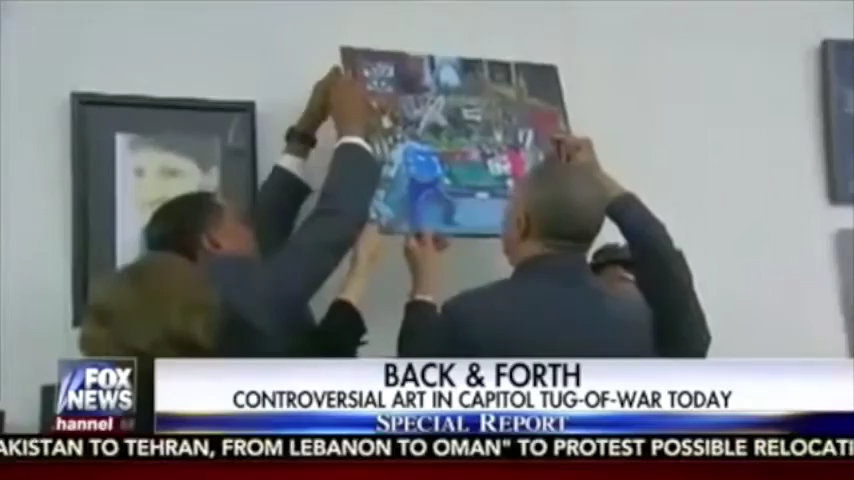 BACK & FORTH
CONTROVERSIAL ART IN CAPITOL TUG-OF-WAR TODAY
FOX
NEWS
channel
SPECIAL REPORT
AKISTAN TO TEHRAN, FROM LEBANON TO OMAN" TO PROTEST POSSIBLE RELOCATI